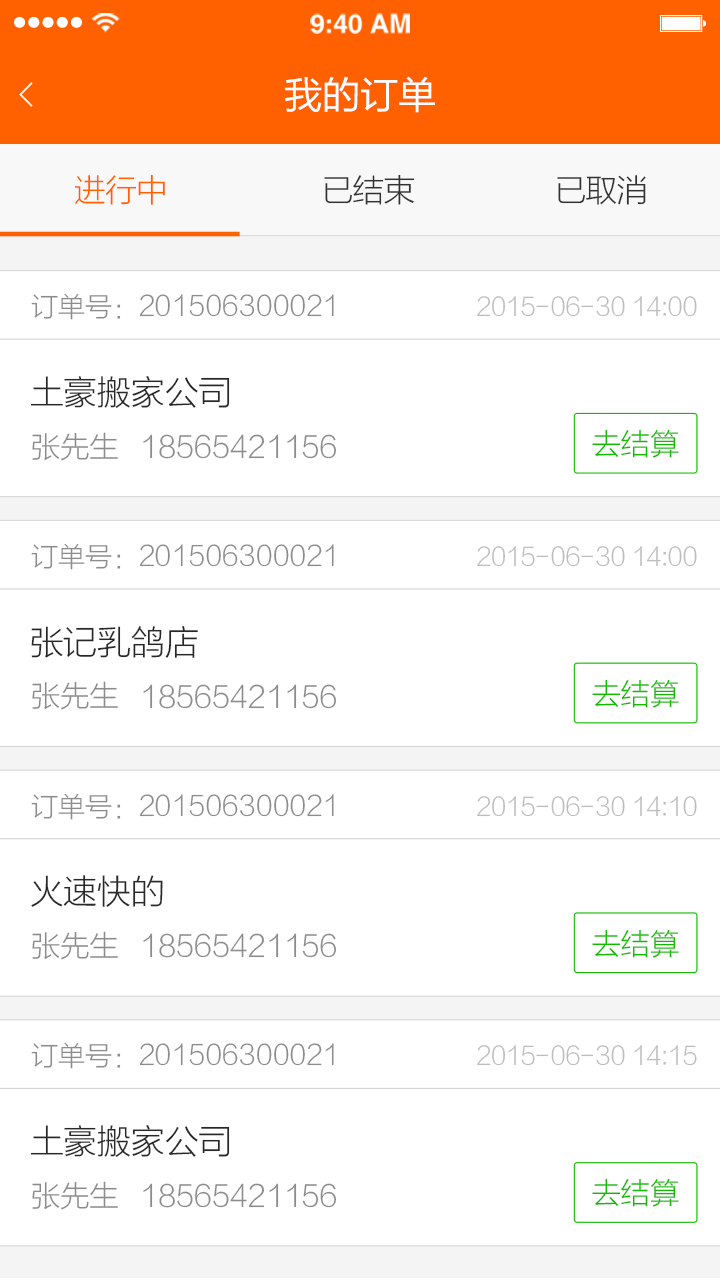 9:40 AM
我的订单
进行中 已结束 已取消
订单号：201506300021 2015-06-30 14:00
土豪搬家公司
张先生 18565421156 去结算
订单号：201506300021 2015-06-30 14:00
张记乳鸽店
张先生 18565421156 去结算
订单号：201506300021 2015-06-30 14:10
火速快的
张先生 18565421156 去结算
订单号：201506300021 2015-06-30 14:15
土豪搬家公司
张先生 18565421156 去结算